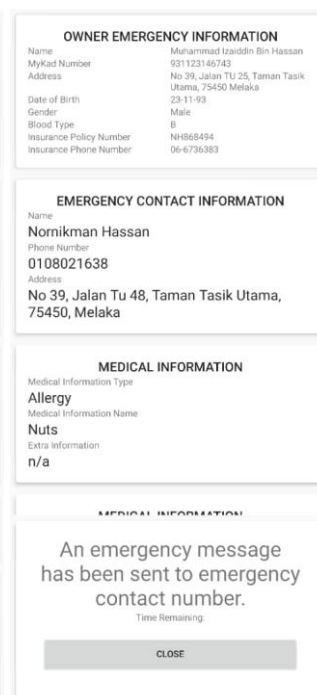 OWNER EMERGENCY INFORMATION
Name Muhammad Izaiddin Bin Hassan
MyKad Number 931123146743
Address No 39, Jalan TU 25, Taman Tasik
Utama, 75450 Melaka
Date of Birth 23-11-93
Gender Male
Blood Type B
Insurance Policy Number NH868494
Insurance Phone Number 06-6736383
EMERGENCY CONTACT INFORMATION
Name
Nornikman Hassan
Phone Number
0108021638
Address
No 39, Jalan Tu 48, Taman Tasik Utama,
75450, Melaka
MEDICAL INFORMATION
Medical Information Type
Allergy
Medical Information Name
Nuts
Extra Information
n/a
MEDICAL INFORMATION
An emergency message
has been sent to emergency
contact number.
Time Remaining:
CLOSE